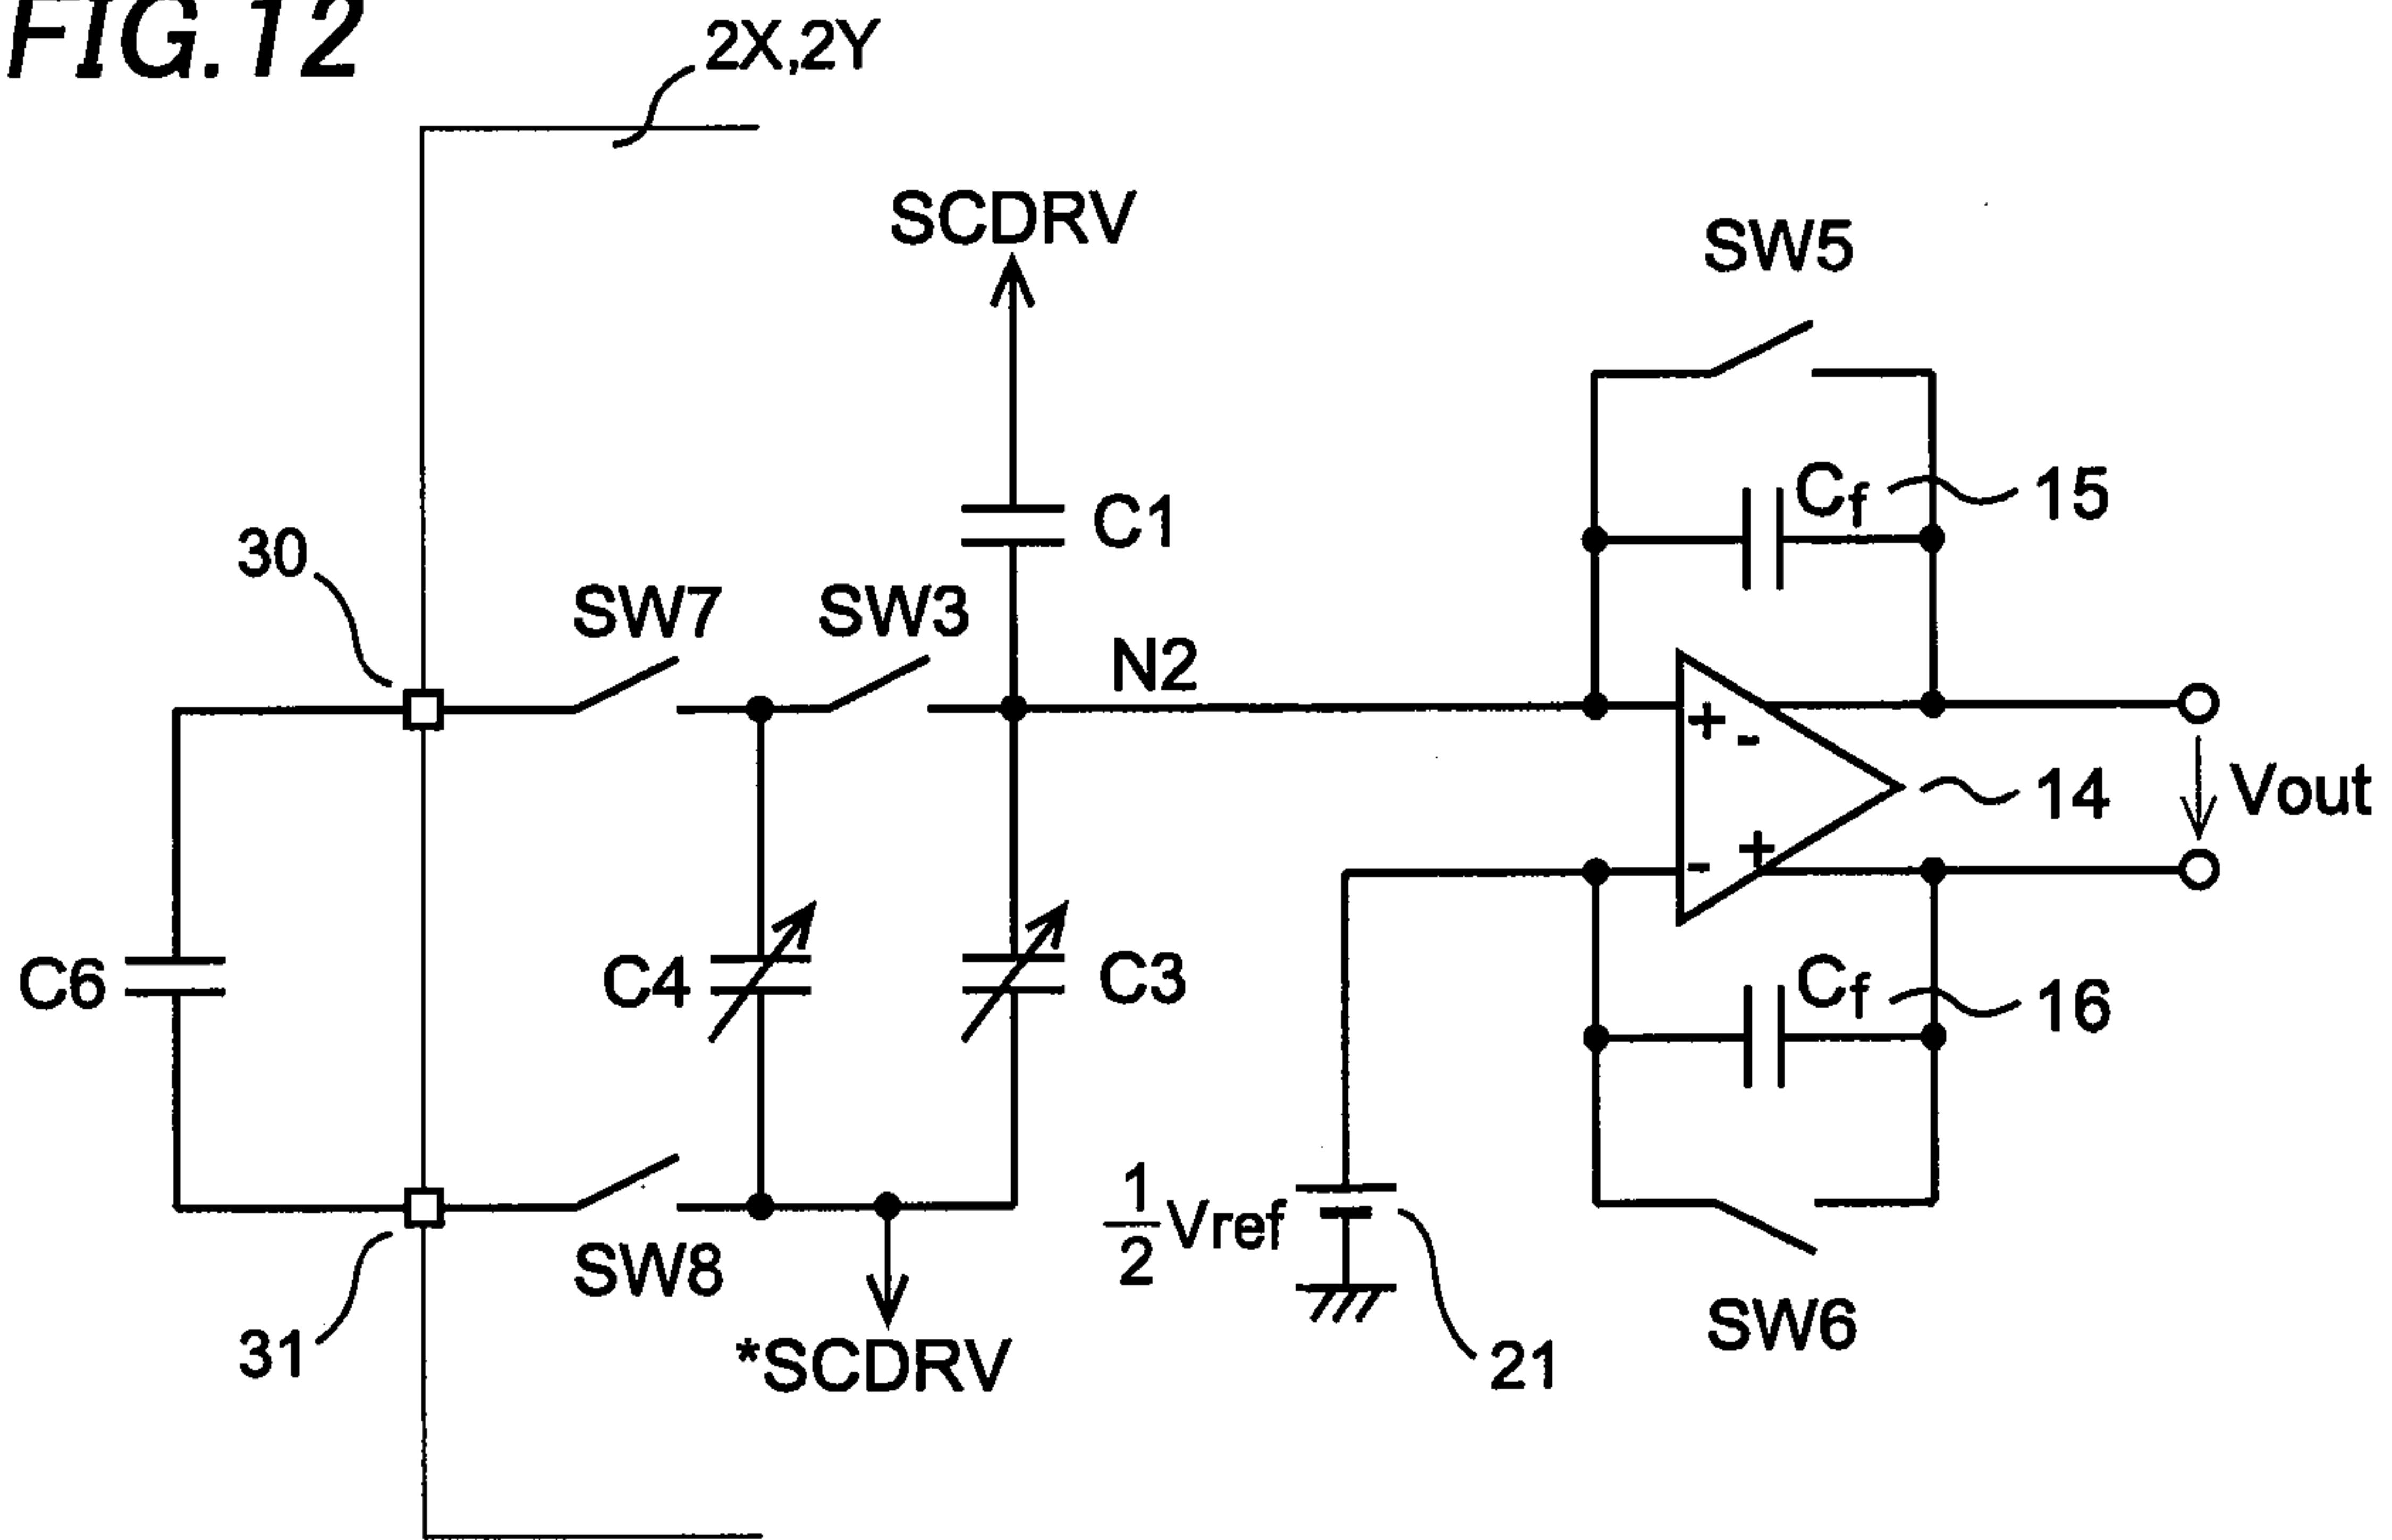 FIG.12
2X,2Y
SCDRV
SW5
C1
Cf
15
30
SW7
SW3
N2
+
-
14
Vout
-
+
C6
C4
C3
Cf
16
1/2 Vref
SW8
31
*SCDRV
21
SW6